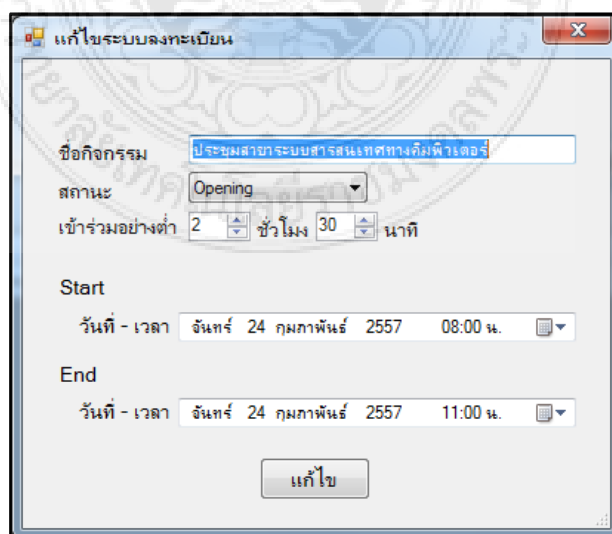 แก้ไขระบบลงทะเบียน
ชื่อกิจกรรม ประชุมสาขาระบบสารสนเทศทางคิมพิวเตอร์
สถานะ Opening
เข้าร่วมอย่างต่ำ 2 ชั่วโมง 30 นาที
Start
วันที่ - เวลา จันทร์ 24 กุมภาพันธ์ 2557 08:00 น.
End
วันที่ - เวลา จันทร์ 24 กุมภาพันธ์ 2557 11:00 น.
แก้ไข